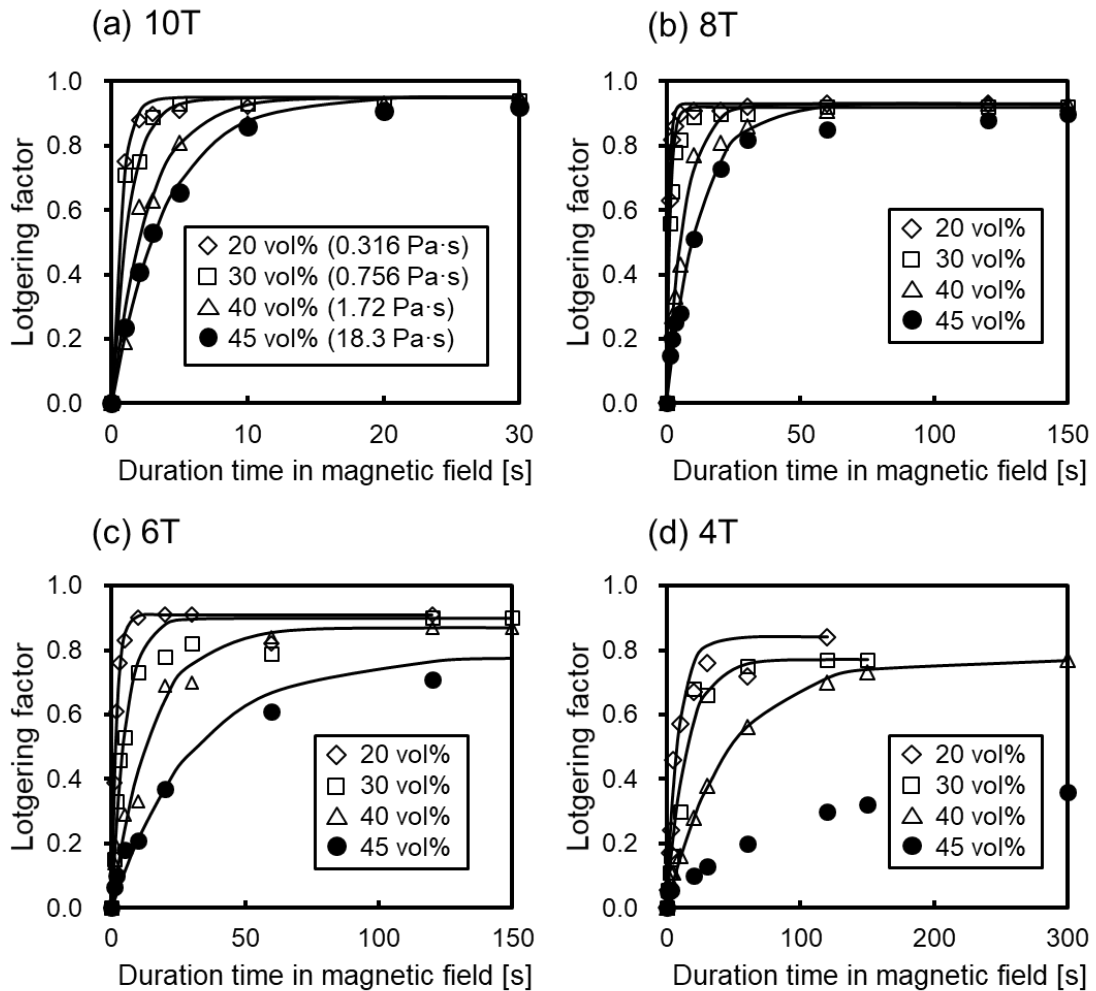 (a) 10T
1.0
0.8
0.6
0.4
0.2
0.0
Lotgering factor
20 vol% (0.316 Pa·s)
30 vol% (0.756 Pa·s)
40 vol% (1.72 Pa·s)
45 vol% (18.3 Pa·s)
0 10 20 30
Duration time in magnetic field [s]
(b) 8T
1.0
0.8
0.6
0.4
0.2
0.0
Lotgering factor
20 vol%
30 vol%
40 vol%
45 vol%
0 50 100 150
Duration time in magnetic field [s]
(c) 6T
1.0
0.8
0.6
0.4
0.2
0.0
Lotgering factor
20 vol%
30 vol%
40 vol%
45 vol%
0 50 100 150
Duration time in magnetic field [s]
(d) 4T
1.0
0.8
0.6
0.4
0.2
0.0
Lotgering factor
20 vol%
30 vol%
40 vol%
45 vol%
0 100 200 300
Duration time in magnetic field [s]